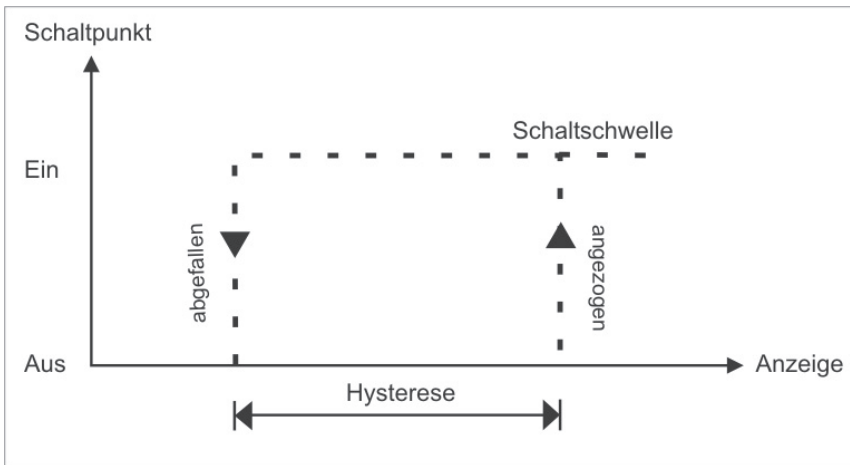 Schaltpunkt
Schaltschwelle
Ein
abgefallen
angezogen
Aus
Anzeige
Hysterese